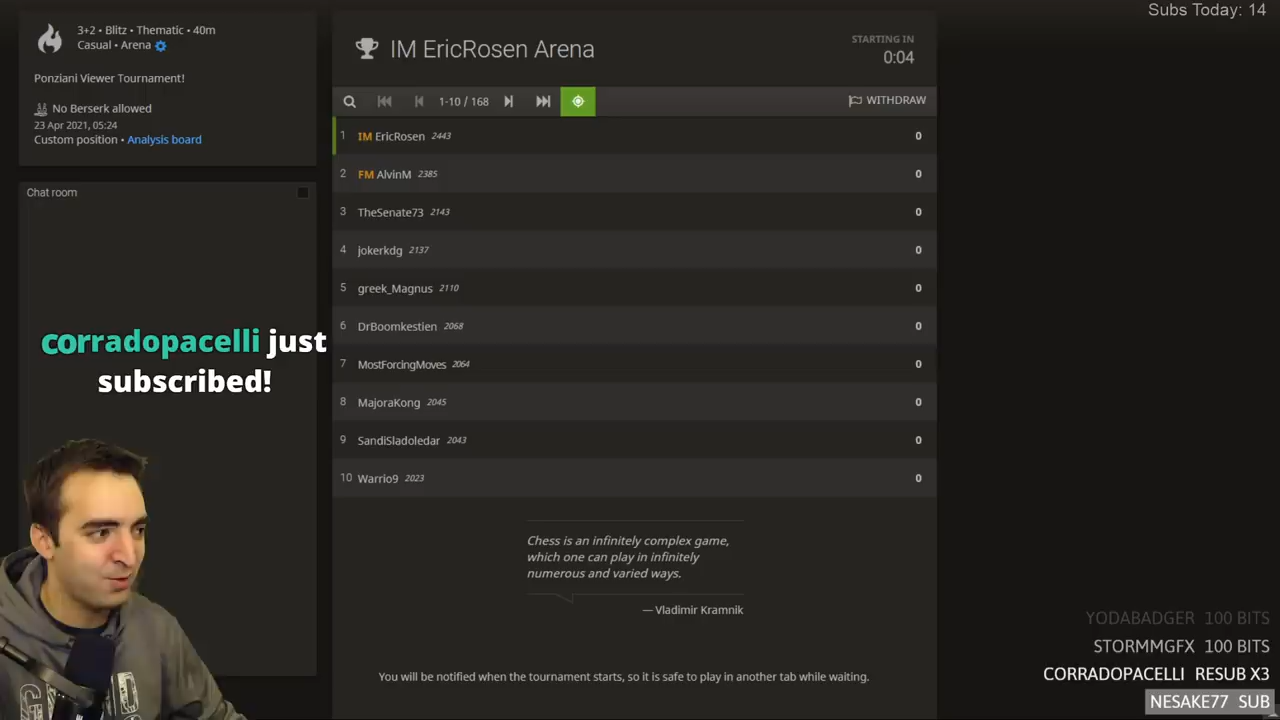 Subs Today: 14
3+2 • Blitz • Thematic • 40m
Casual • Arena
Ponziani Viewer Tournament!
No Berserk allowed
23 Apr 2021, 05:24
Custom position • Analysis board
IM EricRosen Arena
STARTING IN
0:04
1-10 / 168
WITHDRAW
1 IM EricRosen 2443 0
2 FM AlvinM 2385 0
3 TheSenate73 2143 0
4 jokerkdg 2137 0
5 greek_Magnus 2110 0
6 DrBoomkestien 2068 0
7 MostForcingMoves 2064 0
8 MajoraKong 2045 0
9 SandiSladoledar 2043 0
10 Warrio9 2023 0
Chat room
corradopacelli just
subscribed!
Chess is an infinitely complex game,
which one can play in infinitely
numerous and varied ways.
— Vladimir Kramnik
You will be notified when the tournament starts, so it is safe to play in another tab while waiting.
YODABADGER 100 BITS
STORMMGFX 100 BITS
CORRADOPACELLI RESUB X3
NESAKE77 SUB